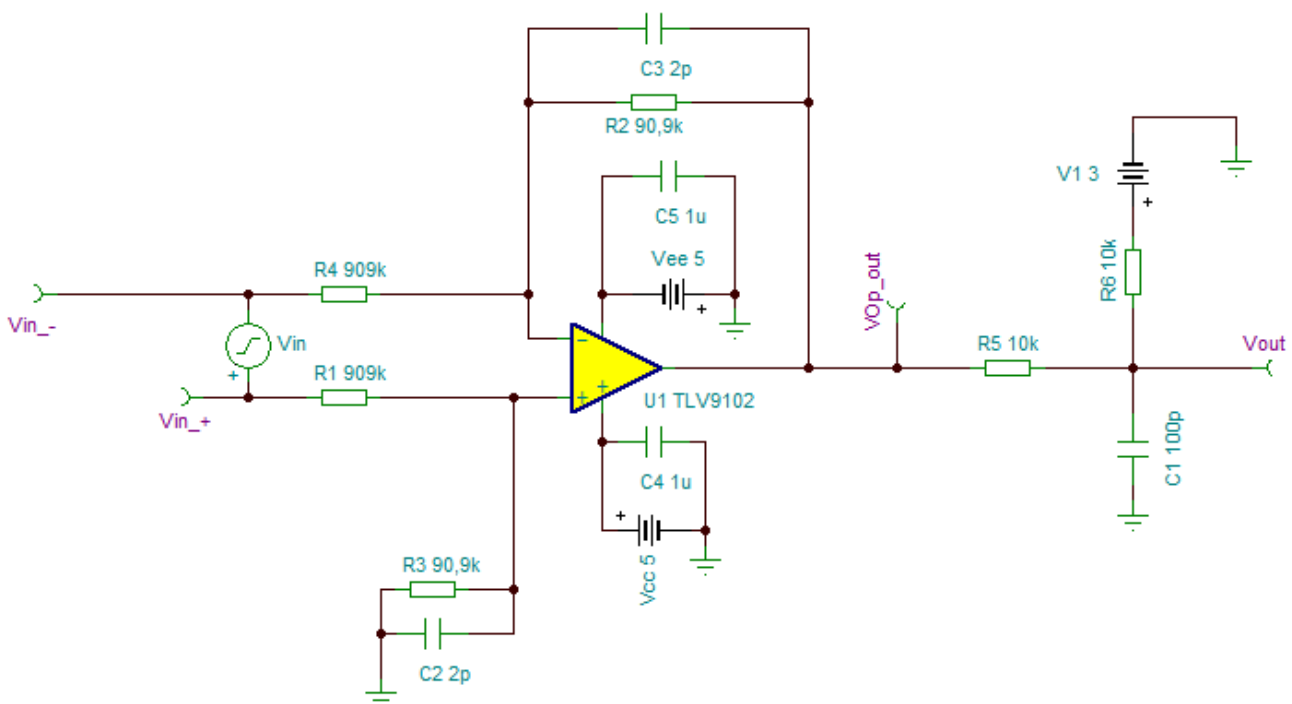 C3 2p
R2 90,9k
C5 1u
Vee 5
+
V1 3
+
R6 10k
R4 909k
Vin_-
Vin
+
R1 909k
Vin_+
-
+
+
U1 TLV9102
VOp_out
R5 10k
Vout
C4 1u
+
Vcc 5
C1 100p
R3 90,9k
C2 2p